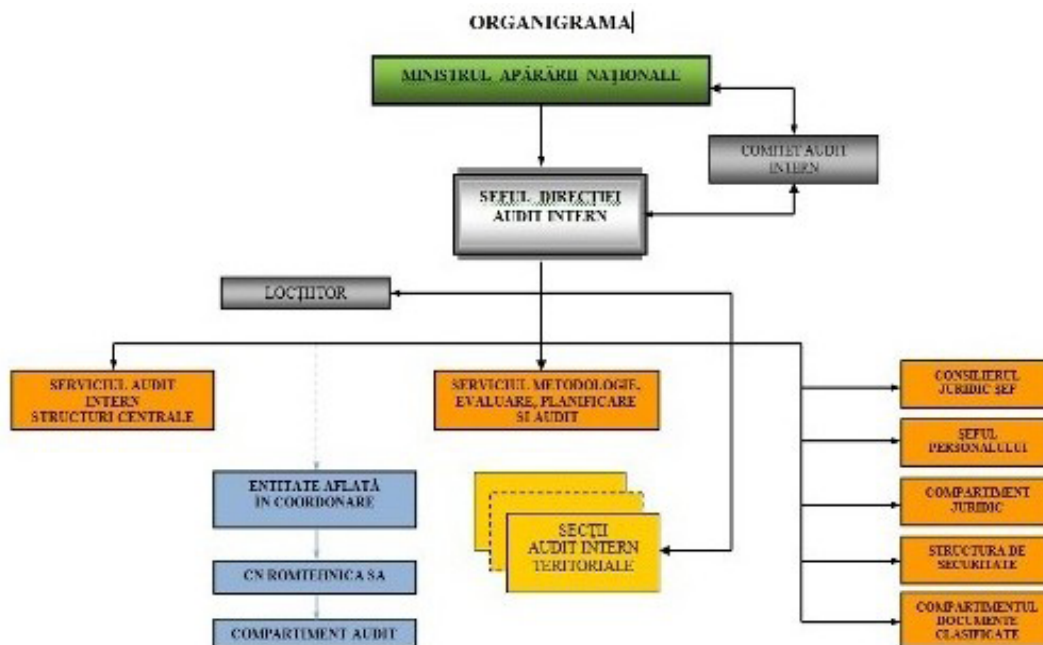 ORGANIGRAMA
MINISTRUL APĂRĂRII NAȚIONALE
COMITET AUDIT
INTERN
ȘEFUL DIRECȚIEI
AUDIT INTERN
LOCȚIITOR
SERVICIUL AUDIT
INTERN
STRUCTURI CENTRALE
SERVICIUL METODOLOGIE,
EVALUARE, PLANIFICARE
SI AUDIT
CONSILIERUL
JURIDIC ȘEF
ȘEFUL
PERSONALULUI
COMPARTIMENT
JURIDIC
STRUCTURA DE
SECURITATE
COMPARTIMENTUL
DOCUMENTE
CLASIFICATE
ENTITATE AFLATĂ
ÎN COORDONARE
CN ROMTEHNICA SA
COMPARTIMENT AUDIT
SECȚII
AUDIT INTERN
TERITORIALE